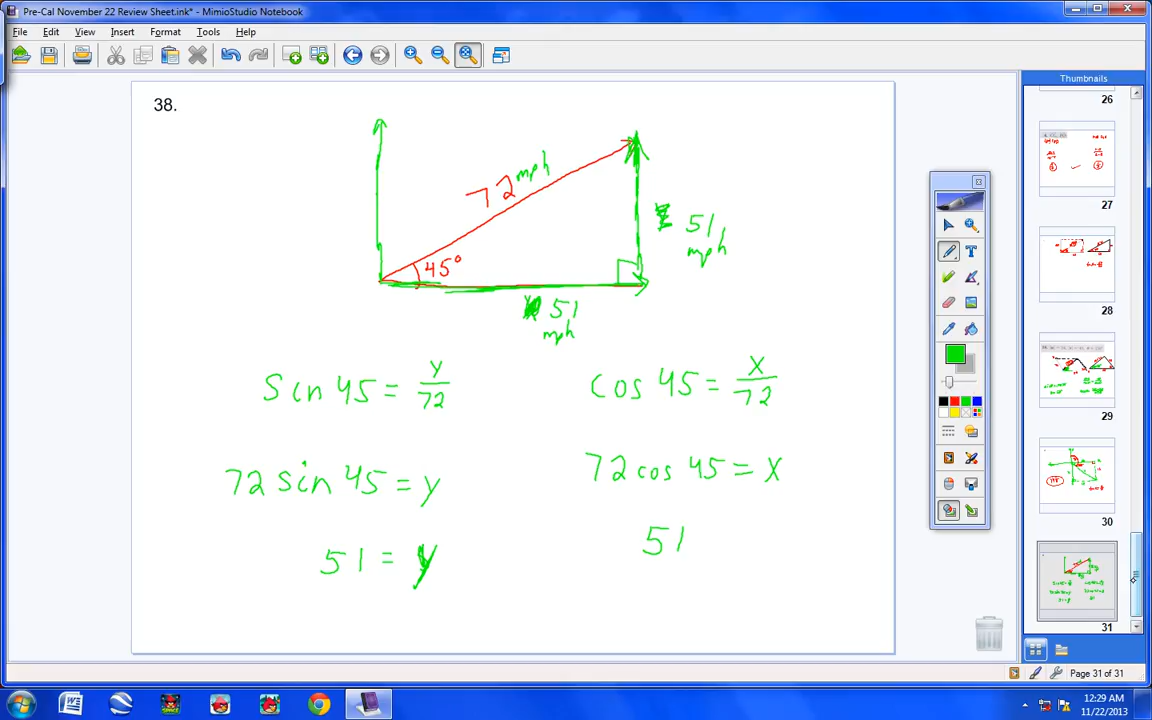 Pre-Cal November 22 Review Sheet.ink* - MimioStudio Notebook
File Edit View Insert Format Tools Help
Thumbnails
38.
72 mph
45°
51
mph
51
mph
Sin 45 = y/72
cos 45 = x/72
72 sin 45 = y
72 cos 45 = x
51 = y
51
26
27
28
29
30
31
Page 31 of 31
12:29 AM
11/22/2013